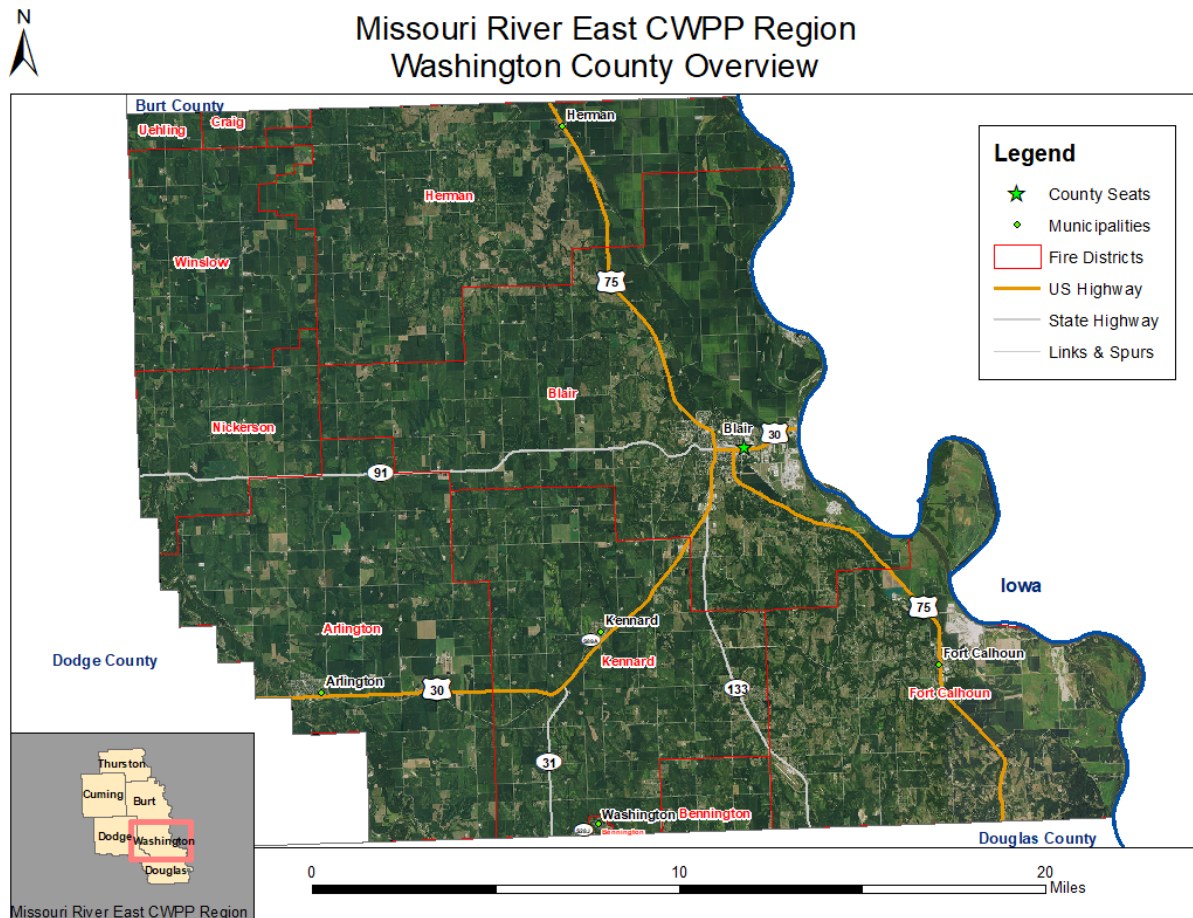 N
Missouri River East CWPP Region
Washington County Overview
Burt County
Uehling
Craig
Herman
Herman
Winslow
75
Legend
County Seats
Municipalities
Fire Districts
US Highway
State Highway
Links & Spurs
Blair
Nickerson
Blair
30
91
Iowa
75
Arlington
Kennard
S89A
Kennard
Dodge County
Arlington
30
133
Fort Calhoun
Fort Calhoun
31
Washington
Bennington
Bennington
S28J
Douglas County
Thurston
Cuming
Burt
Dodge
Washington
Douglas
Missouri River East CWPP Region
0
10
20
Miles